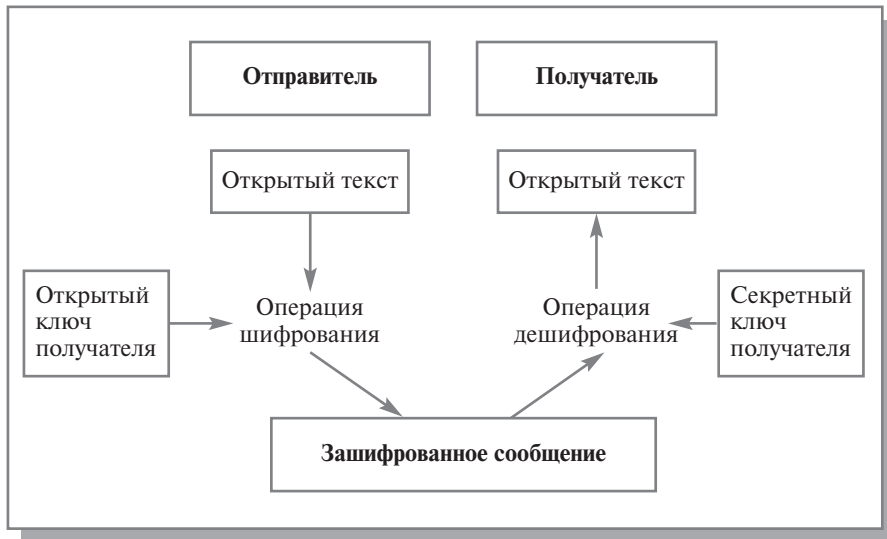 Отправитель
Получатель
Открытый текст
Открытый текст
Открытый
ключ
получателя
Операция
шифрования
Операция
дешифрования
Секретный
ключ
получателя
Зашифрованное сообщение